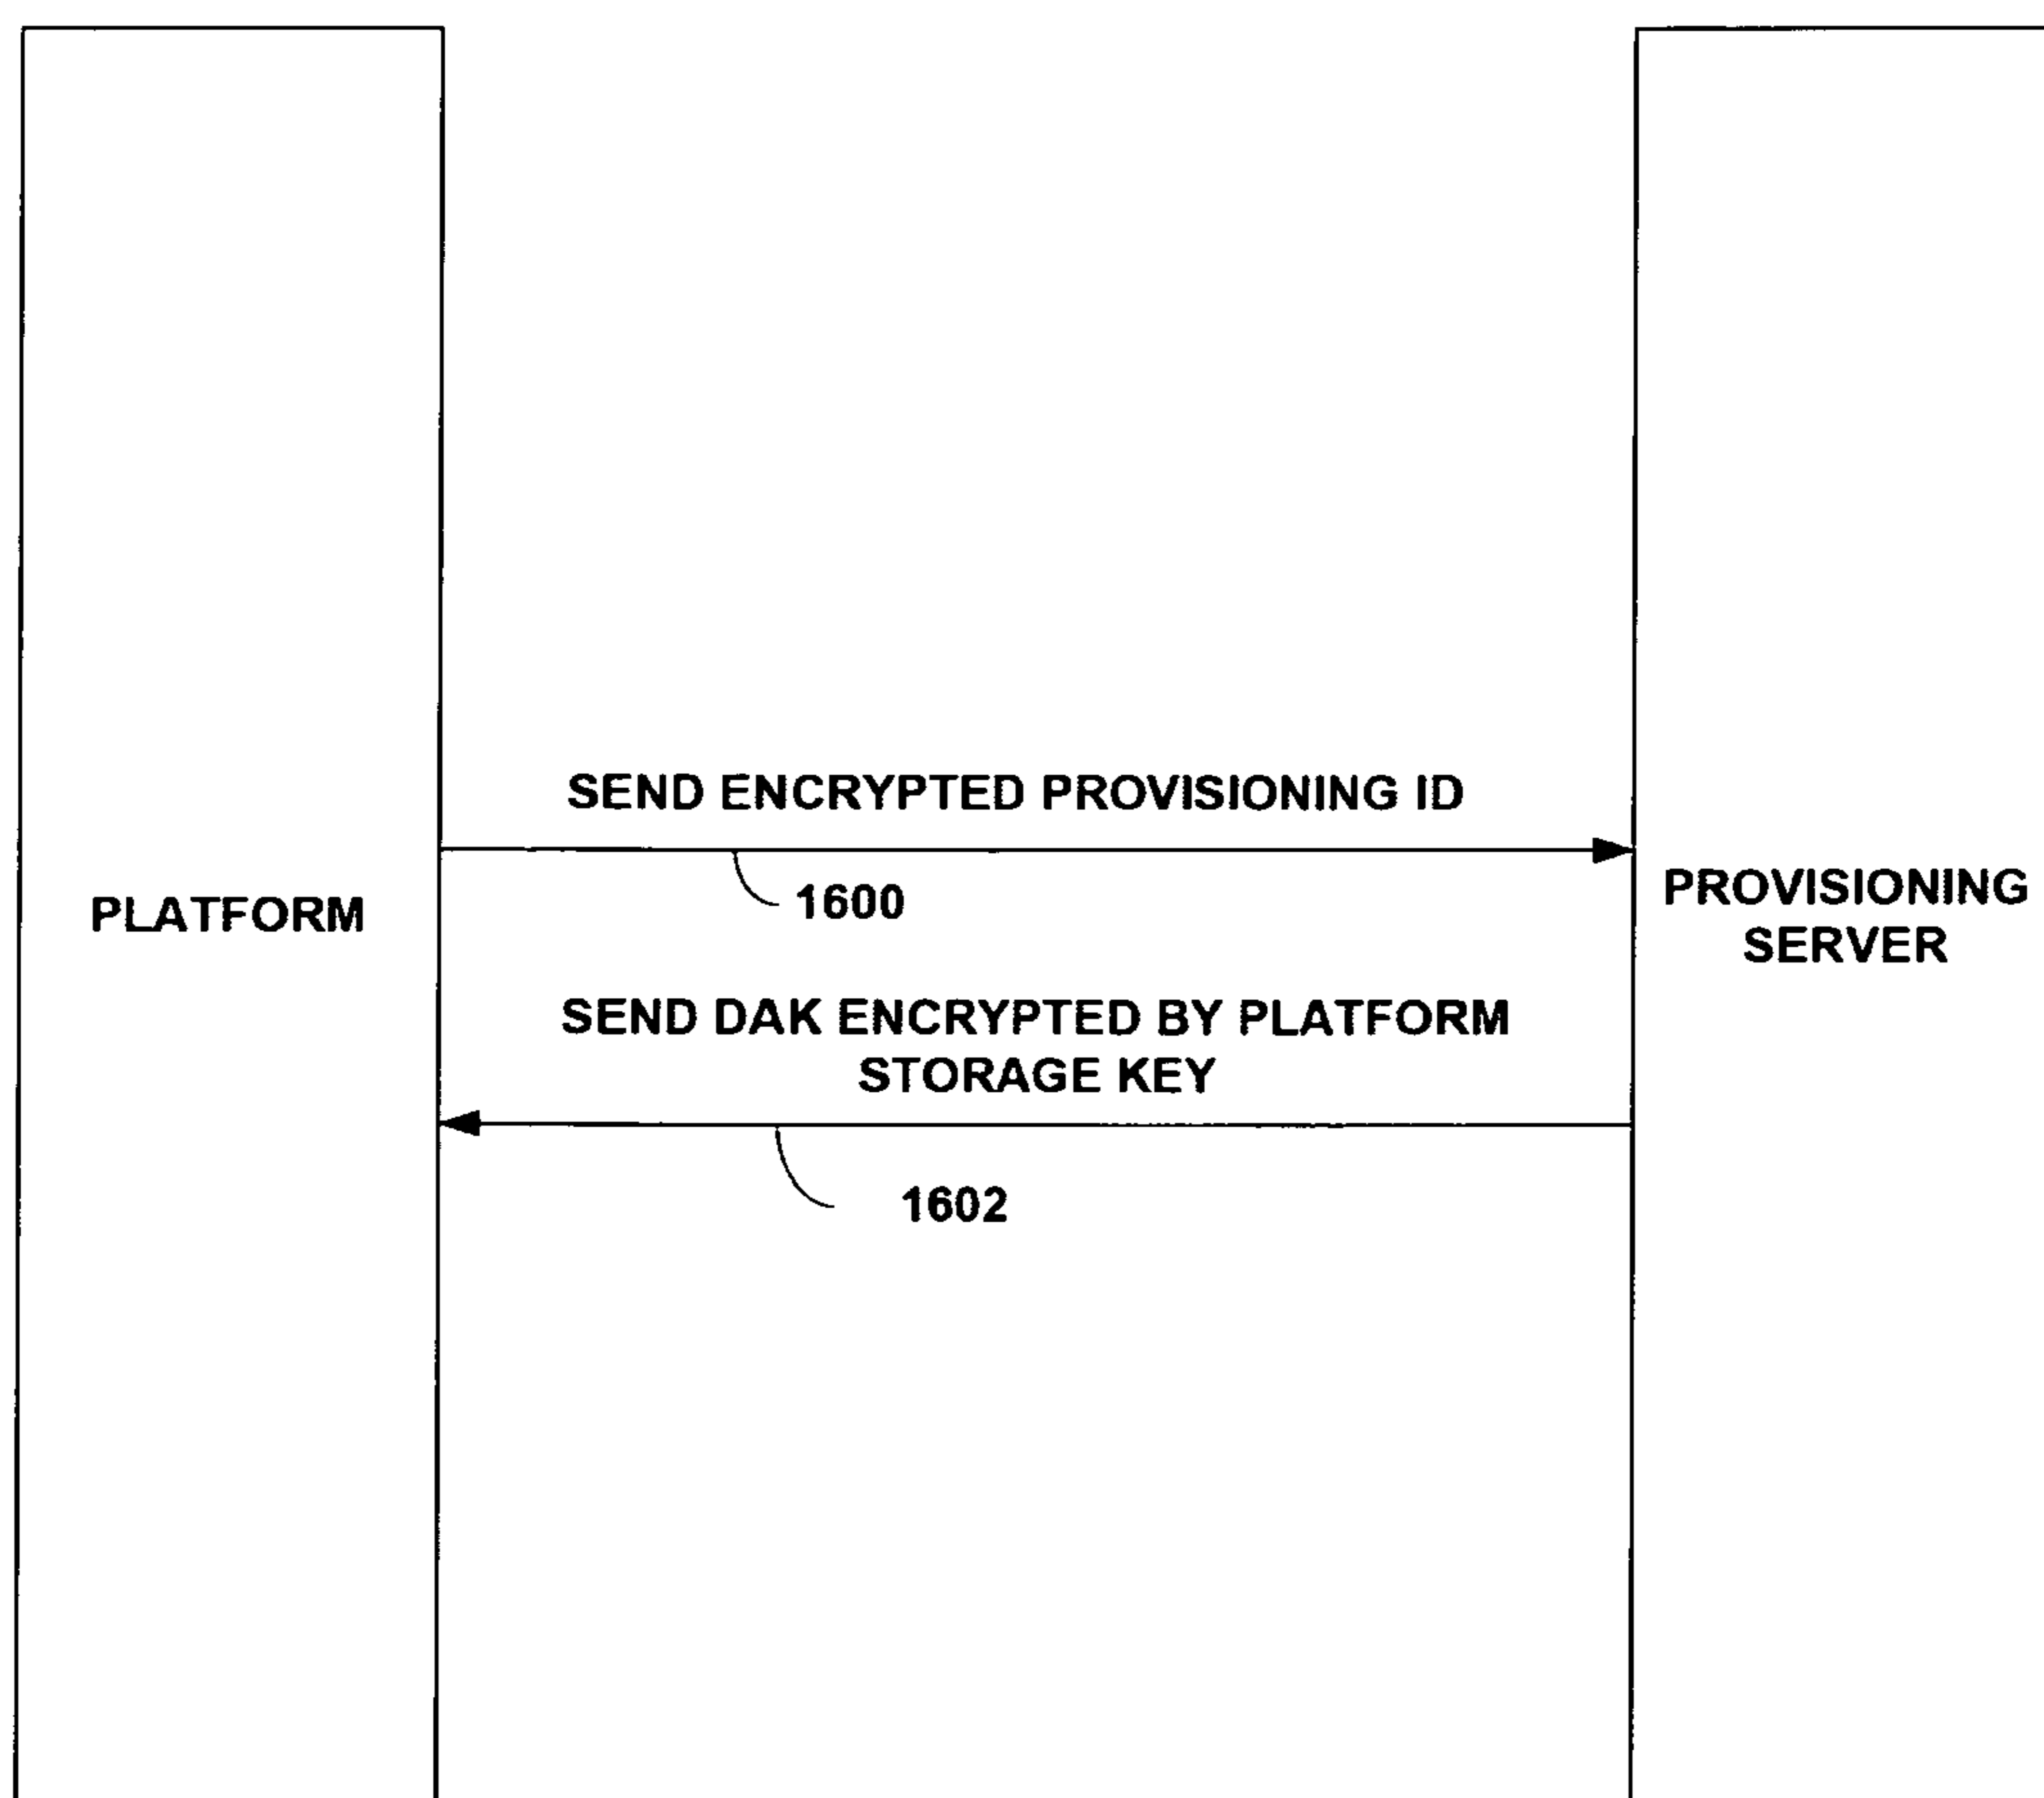 SEND ENCRYPTED PROVISIONING ID
1600
PLATFORM
PROVISIONING
SERVER
SEND DAK ENCRYPTED BY PLATFORM
STORAGE KEY
1602